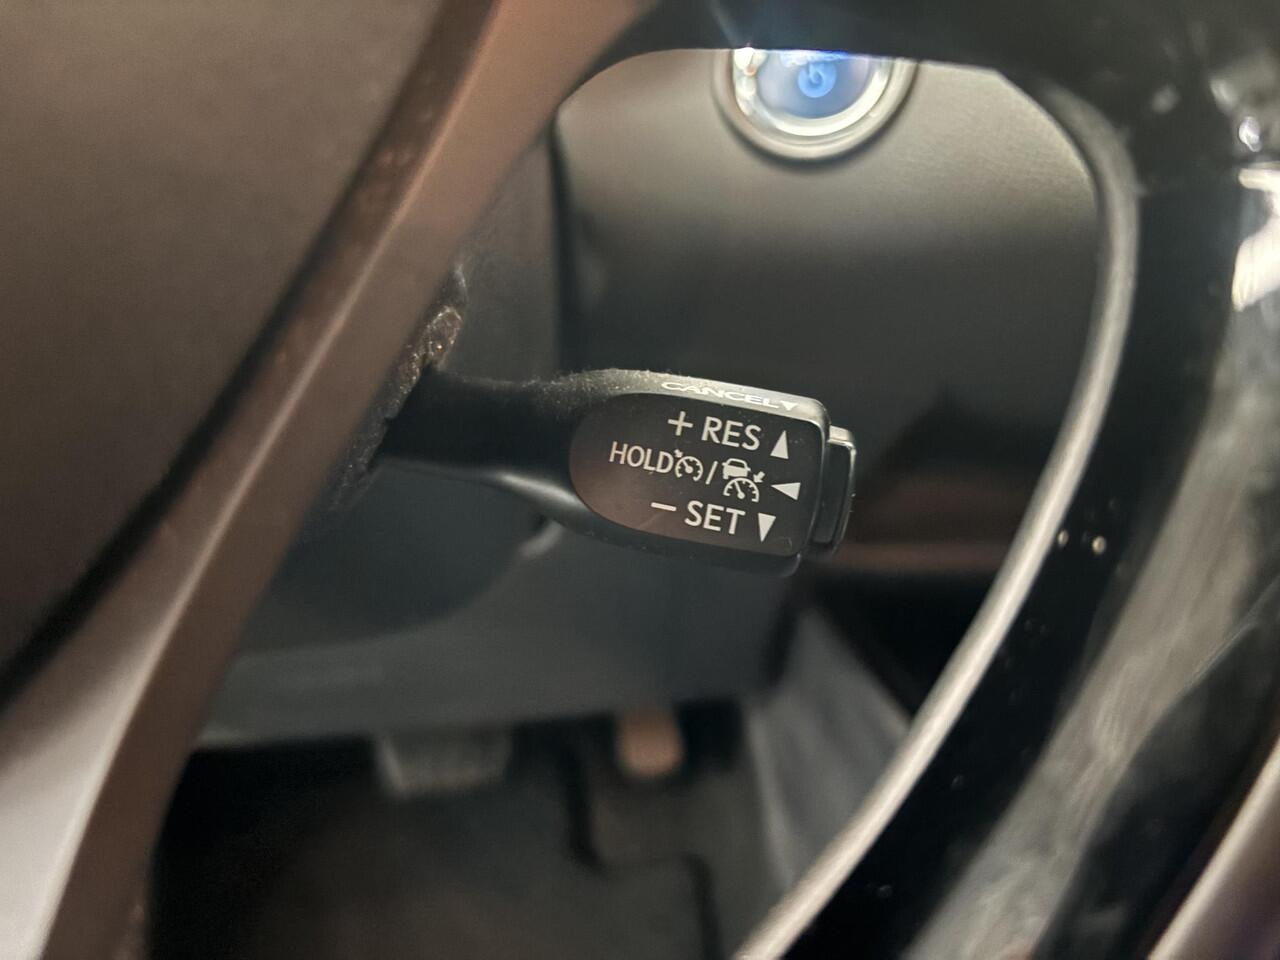 CANCEL▼
+ RES ▲
HOLD / ◀
− SET ▼